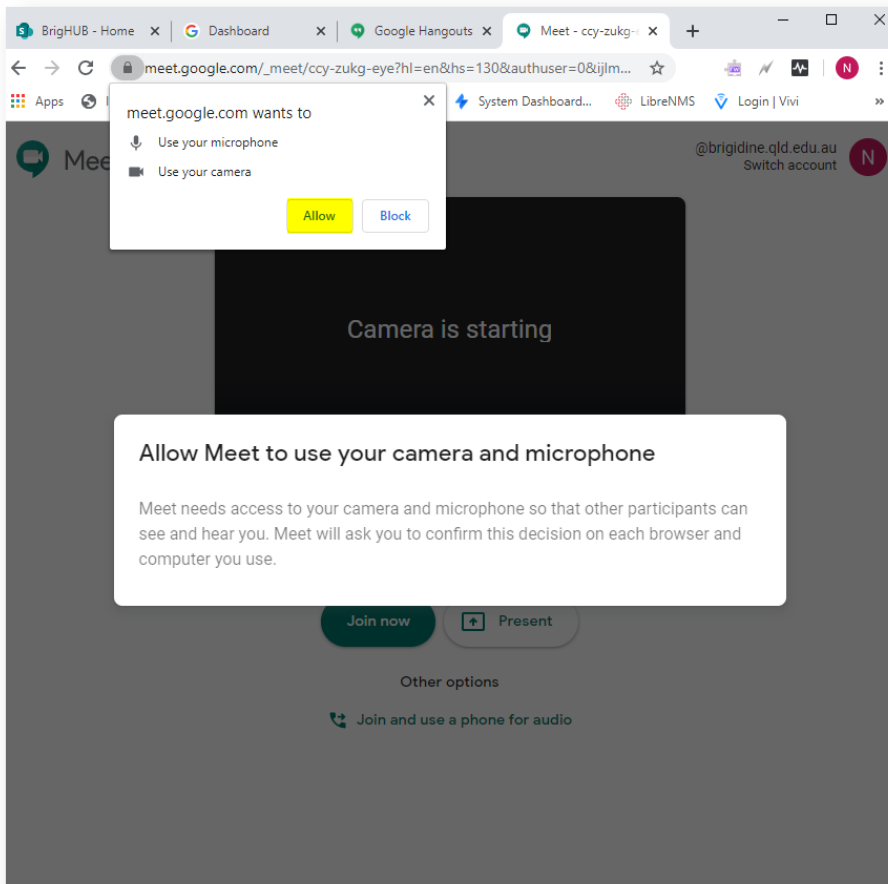 BrigHUB - Home
Dashboard
Google Hangouts
Meet - ccy-zukg-
meet.google.com/_meet/ccy-zukg-eye?hl=en&hs=130&authuser=0&ijlm...
N
Apps
System Dashboard...
LibreNMS
Login | Vivi
»
meet.google.com wants to
Use your microphone
Use your camera
Allow
Block
Mee
@brigidine.qld.edu.au
Switch account
N
Camera is starting
Allow Meet to use your camera and microphone
Meet needs access to your camera and microphone so that other participants can
see and hear you. Meet will ask you to confirm this decision on each browser and
computer you use.
Join now
Present
Other options
Join and use a phone for audio